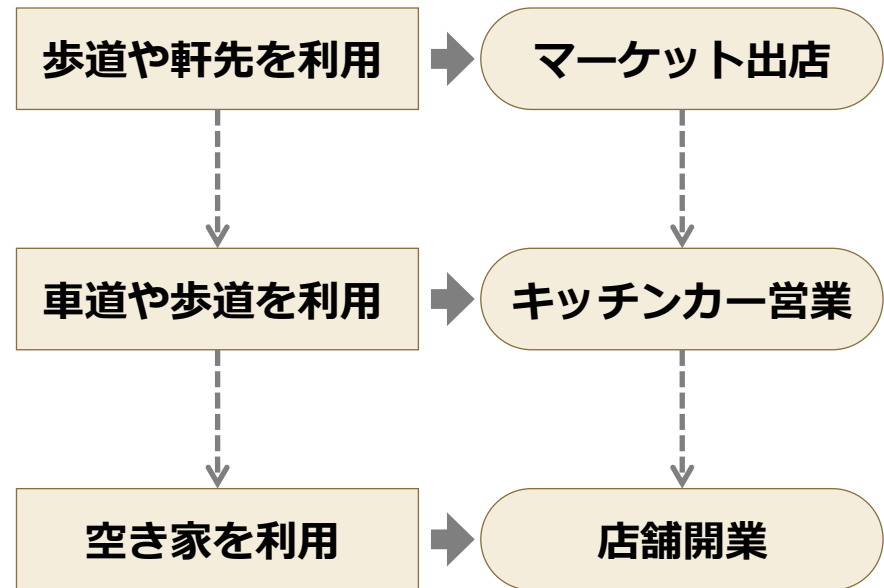 歩道や軒先を利用
マーケット出店
車道や歩道を利用
キッチンカー営業
空き家を利用
店舗開業